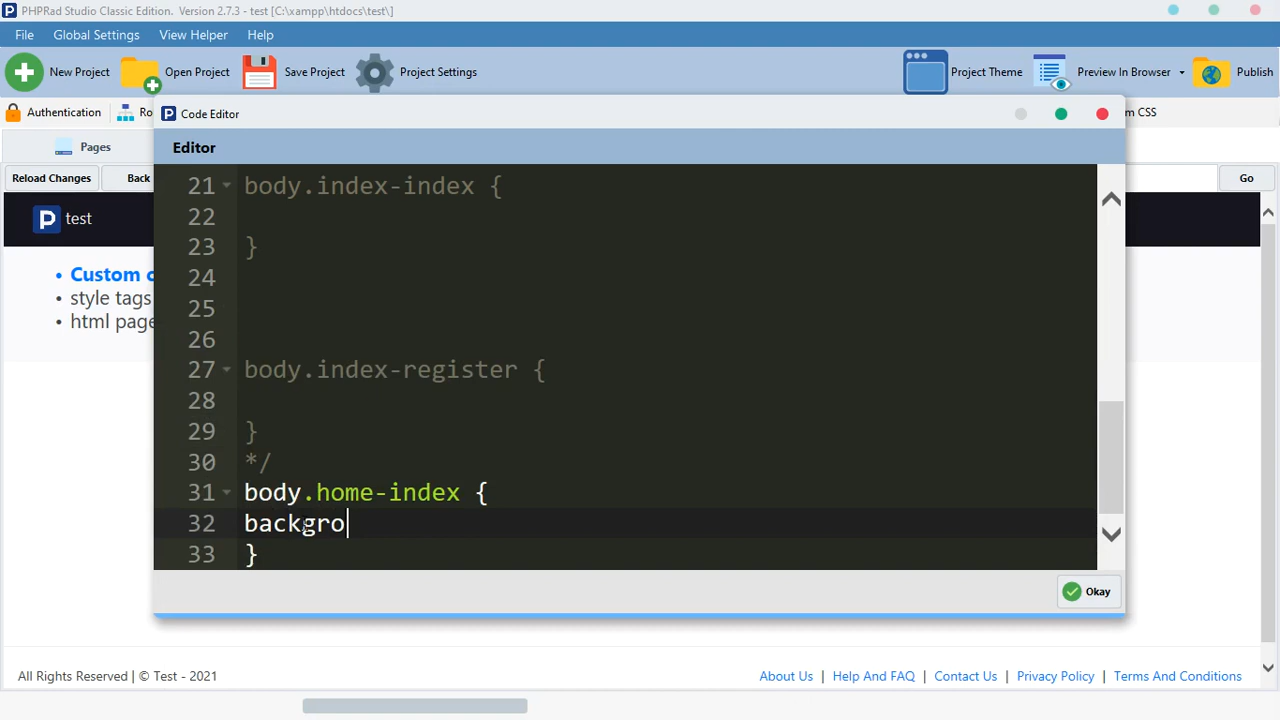 PHPRad Studio Classic Edition. Version 2.7.3 - test [C:\xampp\htdocs\test\]
File Global Settings View Helper Help
New Project Open Project Save Project Project Settings Project Theme Preview In Browser Publish
Authentication Ro m CSS
Code Editor
Pages
Editor
Reload Changes Back Go
test
Custom c
style tags
html page
21 body.index-index {
22
23 }
24
25
26
27 body.index-register {
28
29 }
30 */
31 body.home-index {
32 backgro
33 }
Okay
All Rights Reserved | © Test - 2021 About Us | Help And FAQ | Contact Us | Privacy Policy | Terms And Conditions